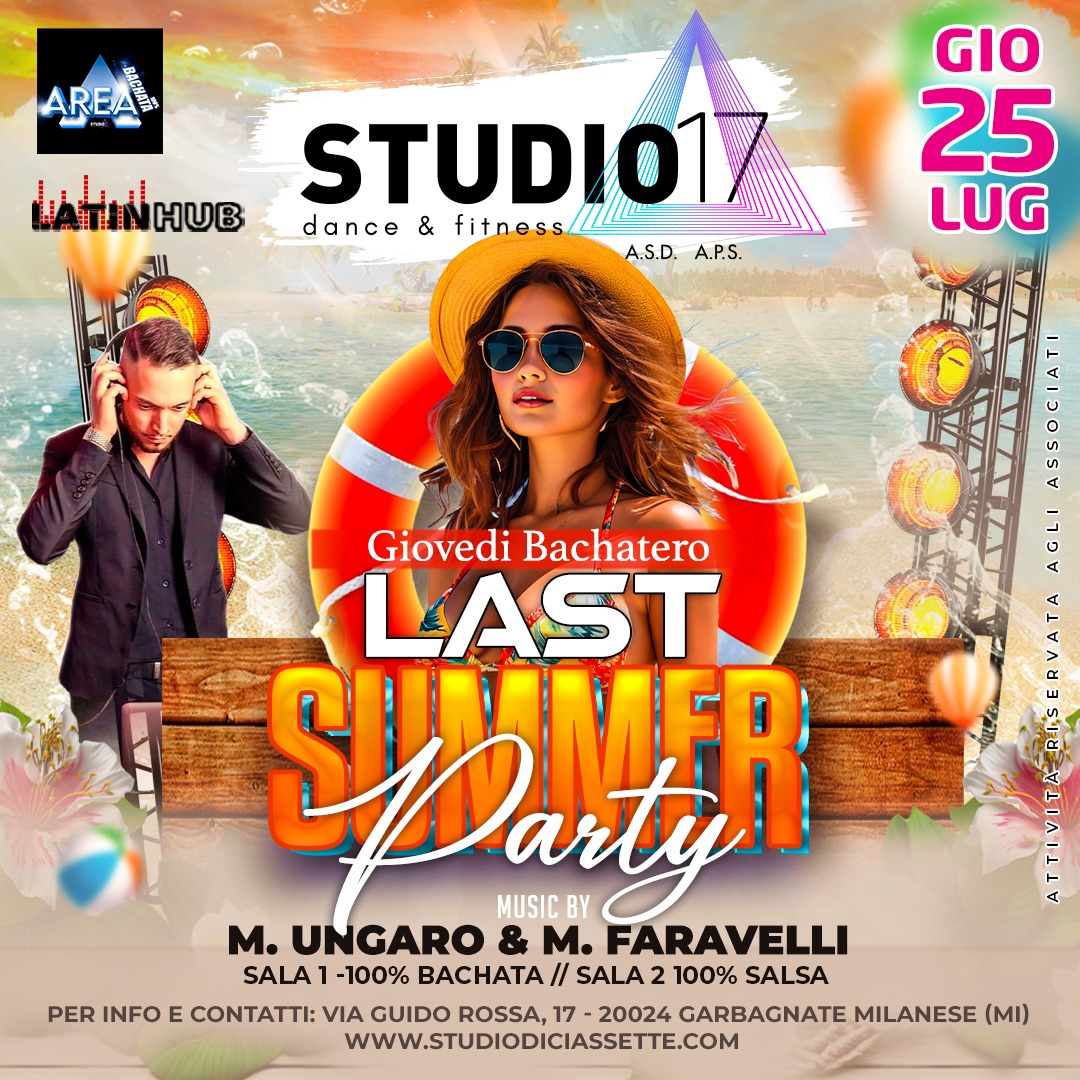 AREA
BACHATA
100%
STUDIO
LATINHUB
STUDIO17
dance & fitness
A.S.D. A.P.S.
GIO
25
LUG
Giovedi Bachatero
LAST
SUMMER
Party
MUSIC BY
M. UNGARO & M. FARAVELLI
SALA 1 -100% BACHATA // SALA 2 100% SALSA
PER INFO E CONTATTI: VIA GUIDO ROSSA, 17 - 20024 GARBAGNATE MILANESE (MI)
WWW.STUDIODICIASSETTE.COM
ATTIVITÀ RISERVATA AGLI ASSOCIATI